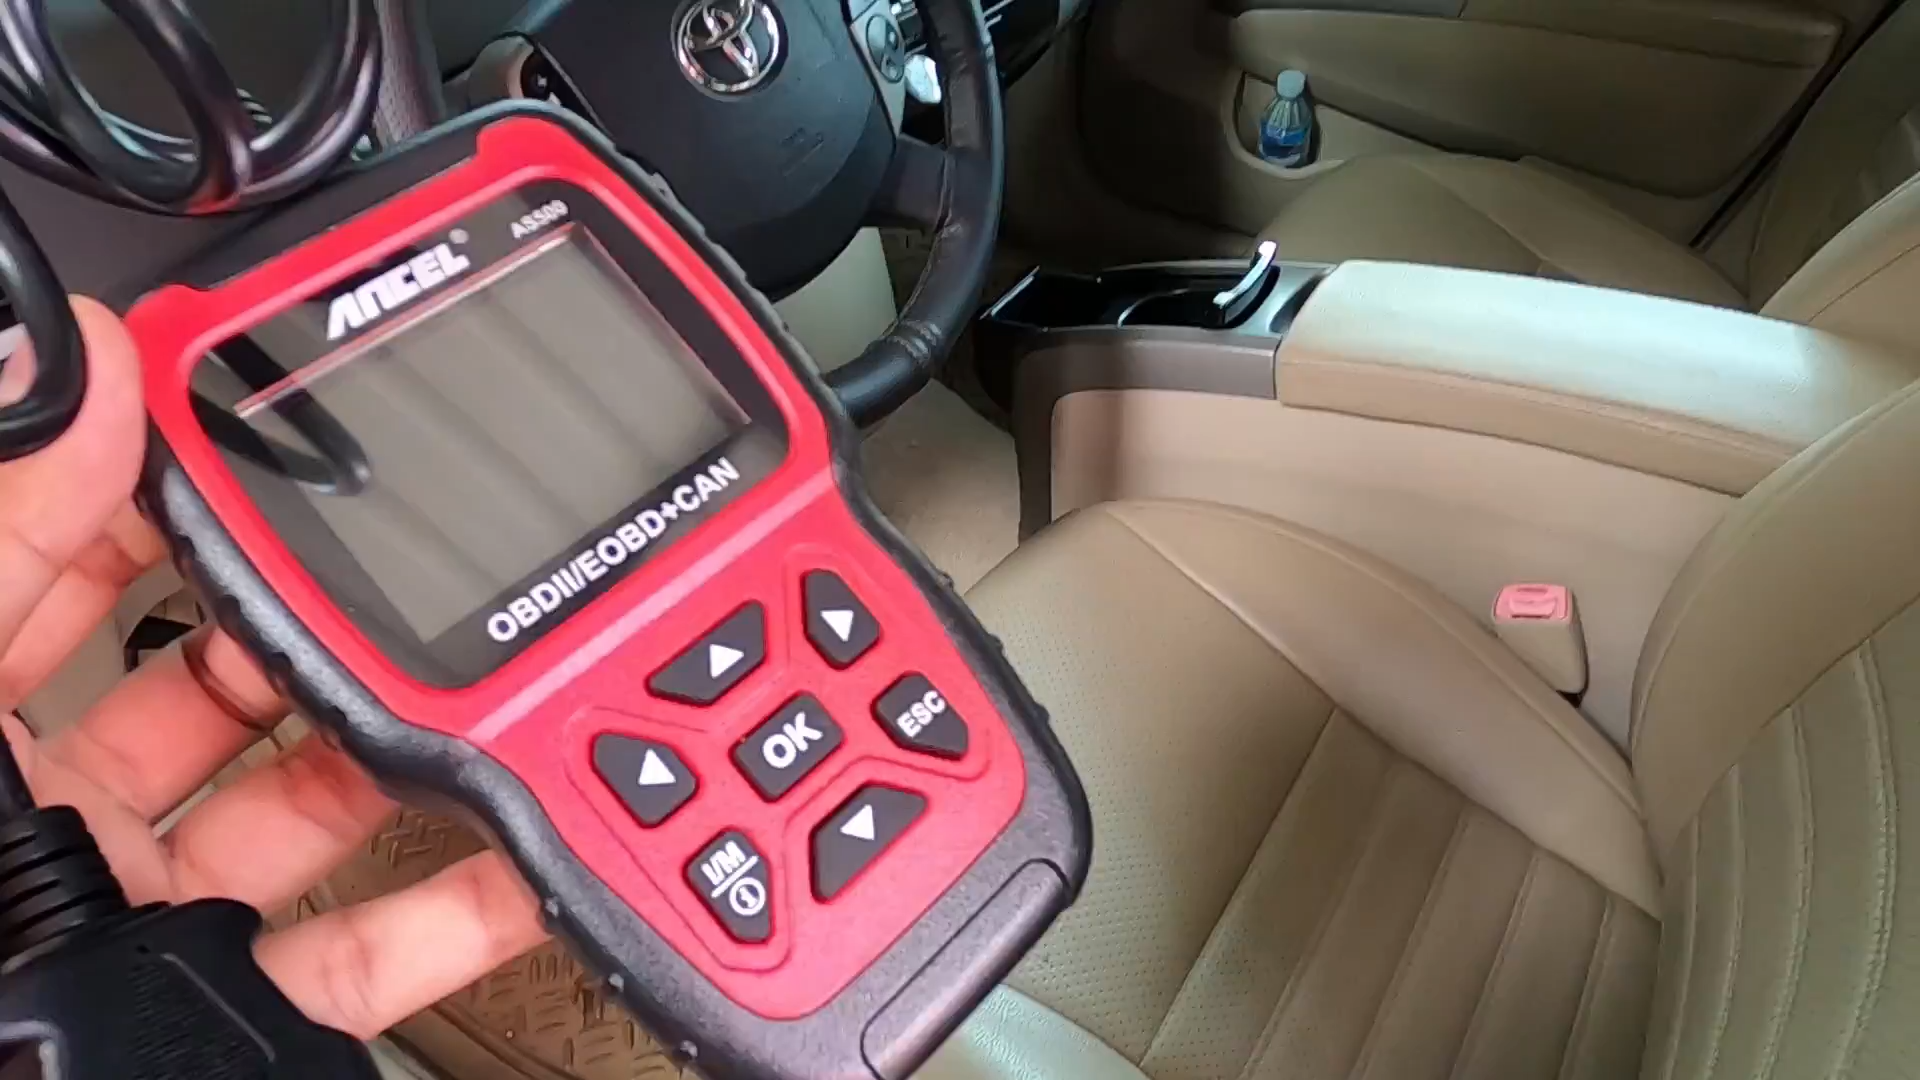 ANCEL®
AS500
OBDII/EOBD+CAN
OK
ESC
I/M